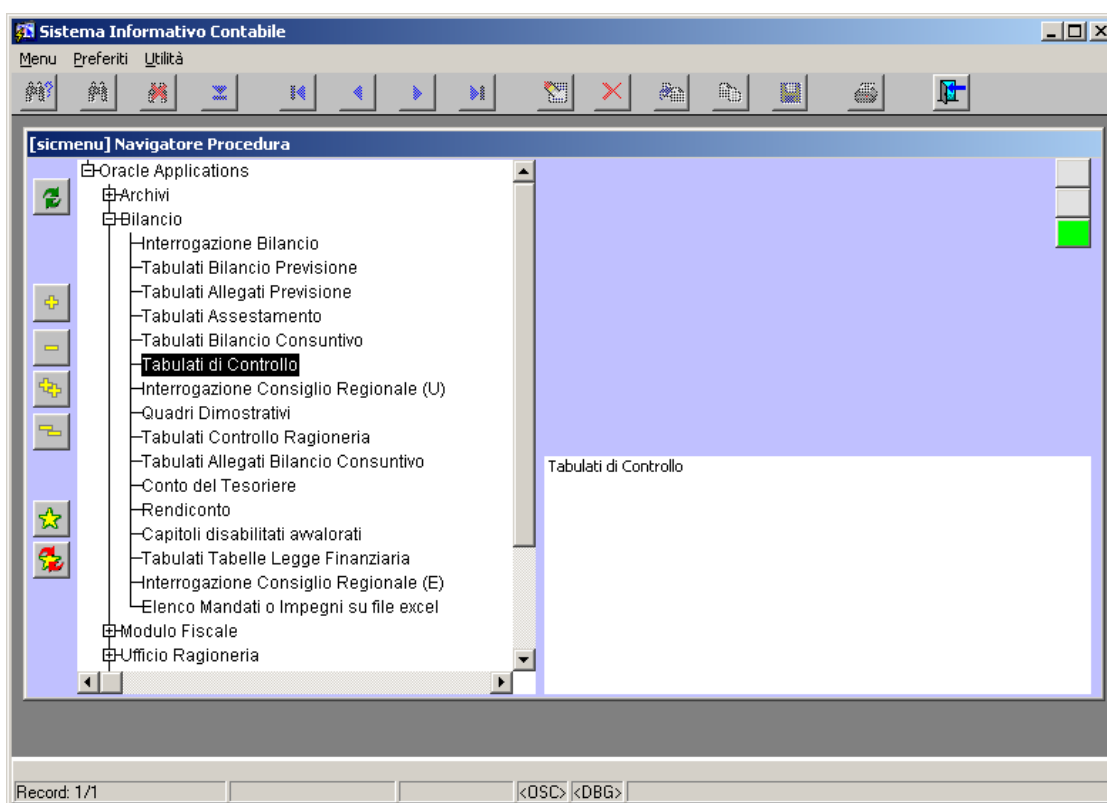 Sistema Informativo Contabile
Menu Preferiti Utilità
[sicmenu] Navigatore Procedura
Oracle Applications
Archivi
Bilancio
Interrogazione Bilancio
Tabulati Bilancio Previsione
Tabulati Allegati Previsione
Tabulati Assestamento
Tabulati Bilancio Consuntivo
Tabulati di Controllo
Interrogazione Consiglio Regionale (U)
Quadri Dimostrativi
Tabulati Controllo Ragioneria
Tabulati Allegati Bilancio Consuntivo
Conto del Tesoriere
Rendiconto
Capitoli disabilitati avvalorati
Tabulati Tabelle Legge Finanziaria
Interrogazione Consiglio Regionale (E)
Elenco Mandati o Impegni su file excel
Modulo Fiscale
Ufficio Ragioneria
Tabulati di Controllo
Record: 1/1 <OSC> <DBG>